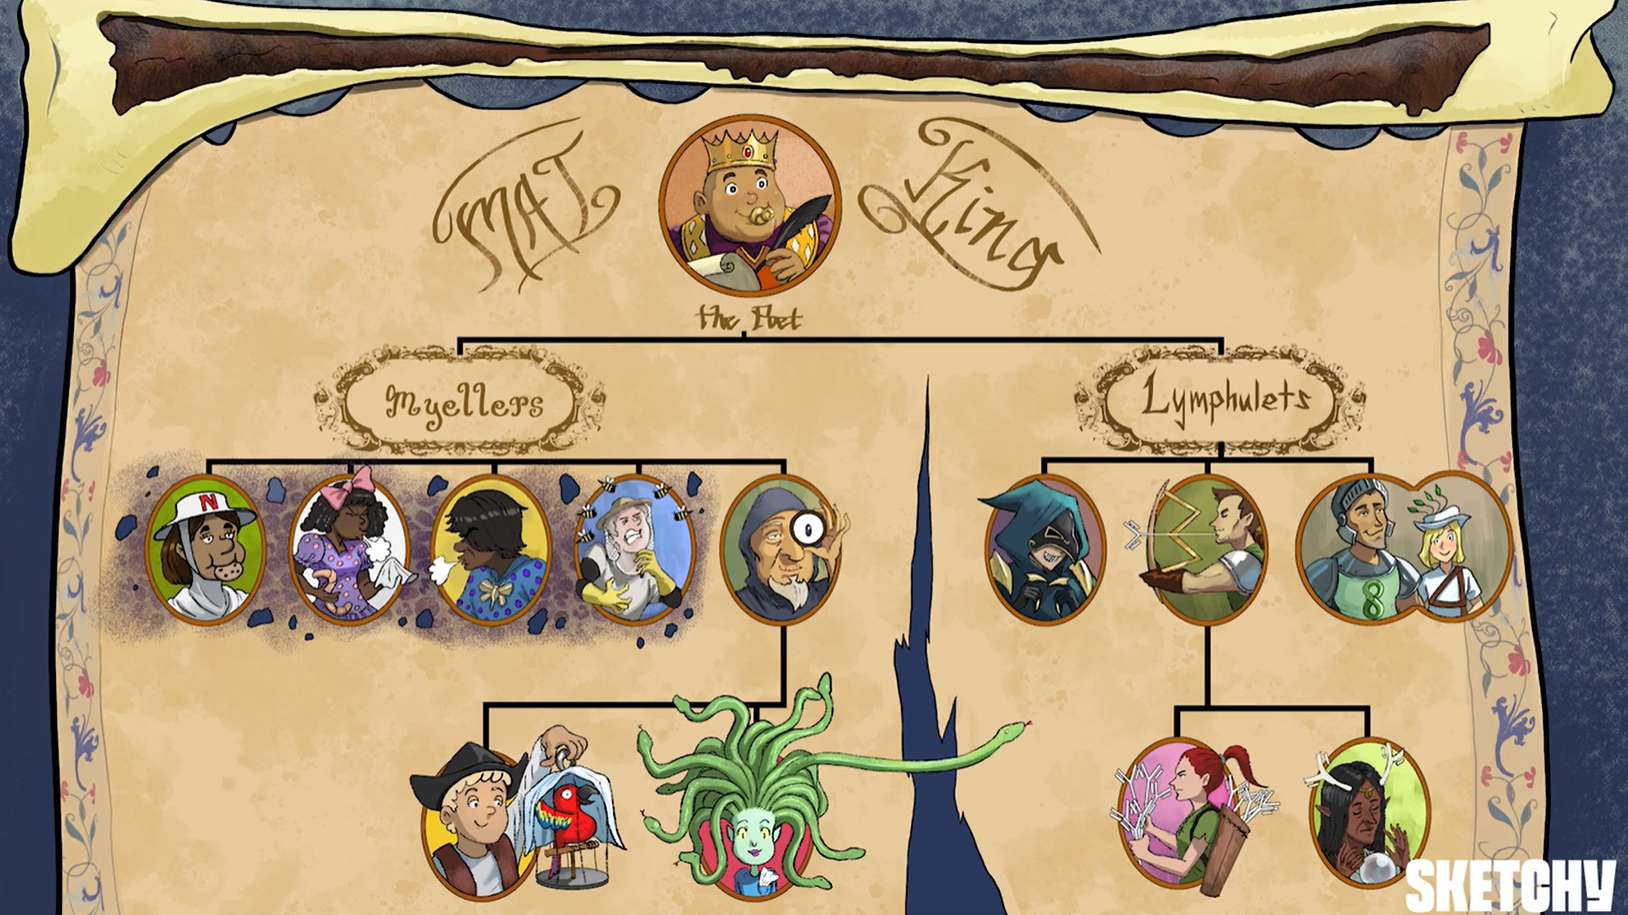 MAT
King
the Poet
Myellers
Lymphulets
N
8
SKETCHY